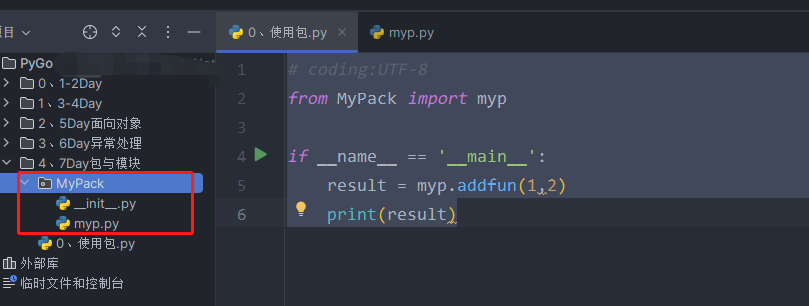 项目
0、使用包.py
myp.py
PyGo
0、1-2Day
1、3-4Day
2、5Day面向对象
3、6Day异常处理
4、7Day包与模块
MyPack
__init__.py
myp.py
0、使用包.py
外部库
临时文件和控制台
1 # coding:UTF-8
2 from MyPack import myp
3
4 if __name__ == '__main__':
5 result = myp.addfun(1,2)
6 print(result)